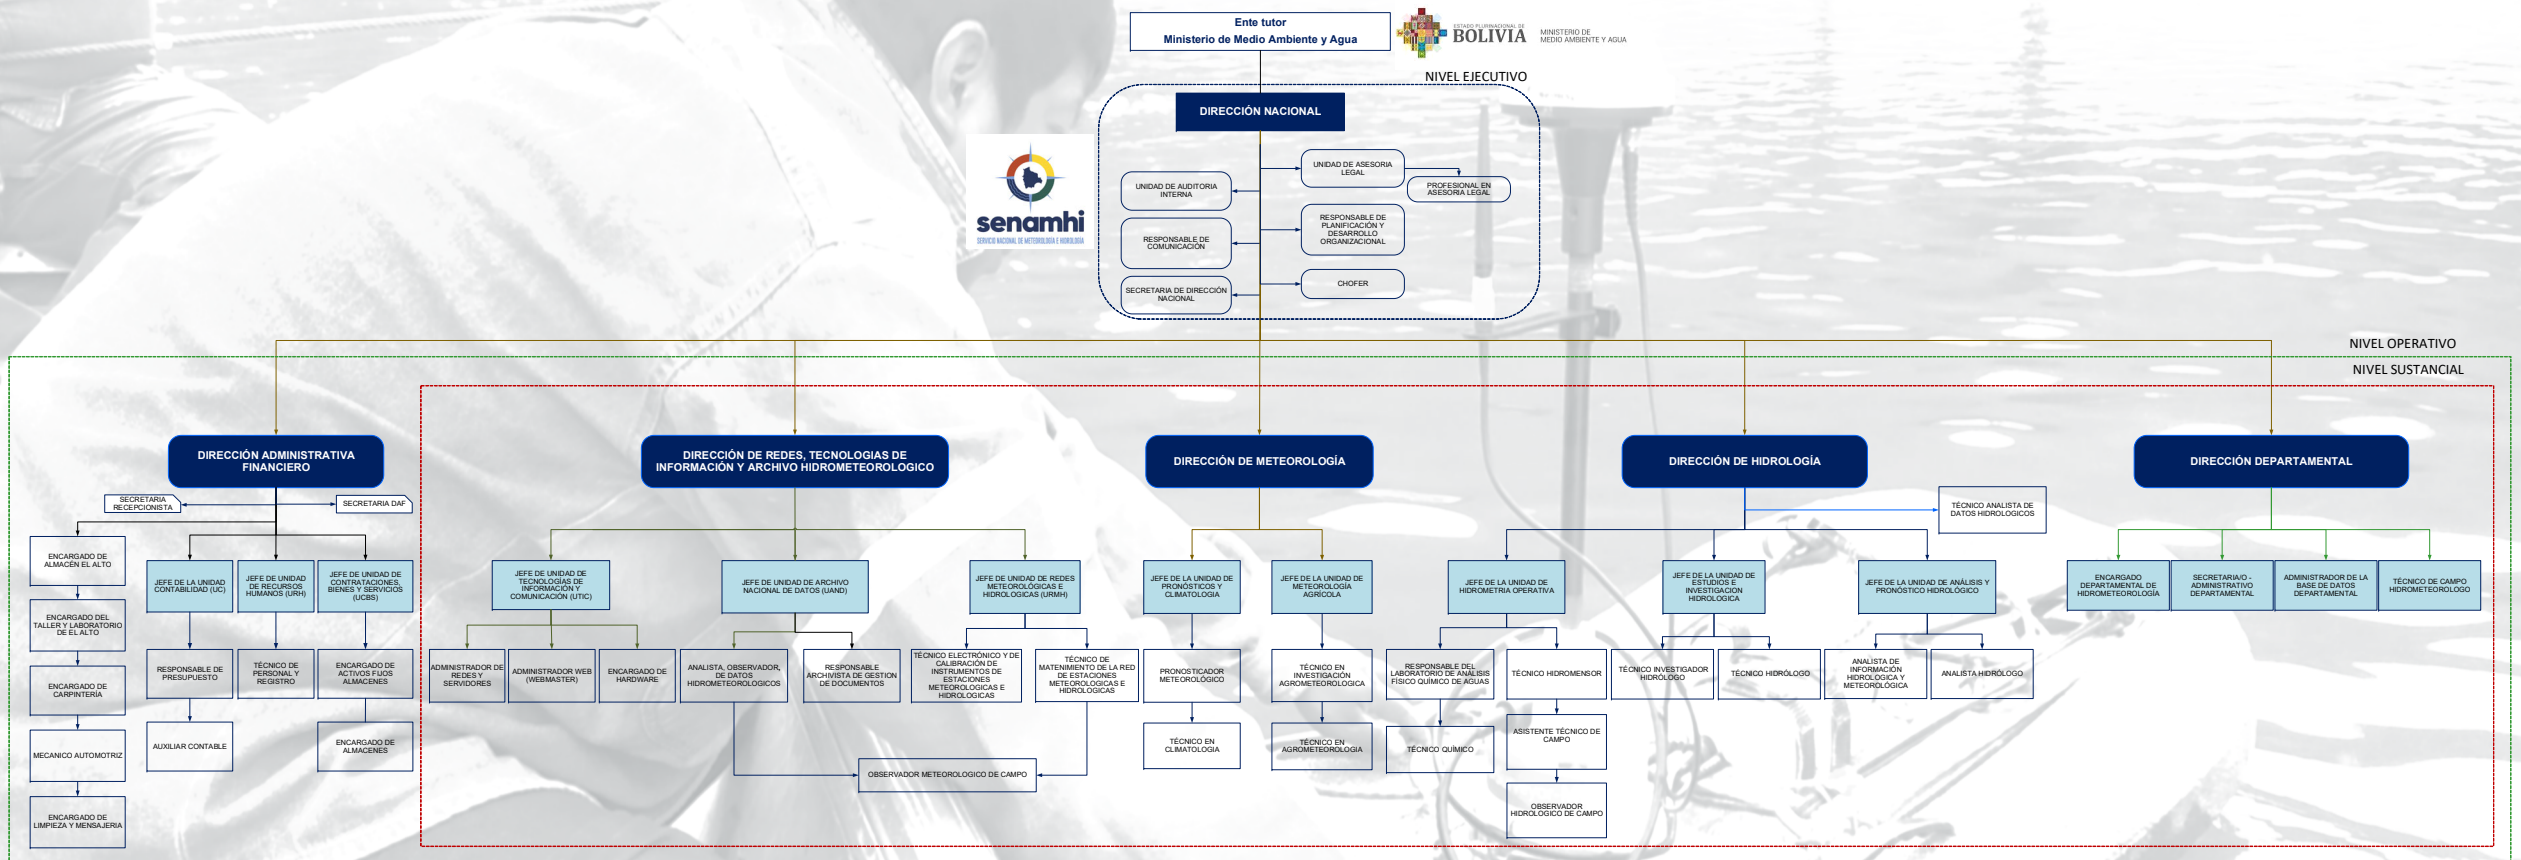 Ente tutor
Ministerio de Medio Ambiente y Agua
ESTADO PLURINACIONAL DE
BOLIVIA
MINISTERIO DE
MEDIO AMBIENTE Y AGUA
NIVEL EJECUTIVO
DIRECCIÓN NACIONAL
senamhi
SERVICIO NACIONAL DE METEOROLOGÍA E HIDROLOGÍA
UNIDAD DE AUDITORIA
INTERNA
RESPONSABLE DE
COMUNICACIÓN
SECRETARIA DE DIRECCIÓN
NACIONAL
UNIDAD DE ASESORIA
LEGAL
PROFESIONAL EN
ASESORIA LEGAL
RESPONSABLE DE
PLANIFICACIÓN Y
DESARROLLO
ORGANIZACIONAL
CHOFER
NIVEL OPERATIVO
NIVEL SUSTANCIAL
DIRECCIÓN ADMINISTRATIVA
FINANCIERO
SECRETARIA
RECEPCIONISTA
SECRETARIA DAF
ENCARGADO DE
ALMACÉN EL ALTO
ENCARGADO DEL
TALLER Y LABORATORIO
DE EL ALTO
ENCARGADO DE
CARPINTERÍA
MECANICO AUTOMOTRIZ
ENCARGADO DE
LIMPIEZA Y MENSAJERIA
JEFE DE LA UNIDAD
CONTABILIDAD (UC)
RESPONSABLE DE
PRESUPUESTO
AUXILIAR CONTABLE
JEFE DE UNIDAD
DE RECURSOS
HUMANOS (URH)
TÉCNICO DE
PERSONAL Y
REGISTRO
JEFE DE UNIDAD DE
CONTRATACIONES,
BIENES Y SERVICIOS
(UCBS)
ENCARGADO DE
ACTIVOS FIJOS
ALMACENES
ENCARGADO DE
ALMACENES
DIRECCIÓN DE REDES, TECNOLOGIAS DE
INFORMACIÓN Y ARCHIVO HIDROMETEOROLOGICO
JEFE DE UNIDAD DE
TECNOLOGÍAS DE
INFORMACIÓN Y
COMUNICACIÓN (UTIC)
ADMINISTRADOR DE
REDES Y
SERVIDORES
ADMINISTRADOR WEB
(WEBMASTER)
ENCARGADO DE
HARDWARE
JEFE DE UNIDAD DE ARCHIVO
NACIONAL DE DATOS (UAND)
ANALISTA, OBSERVADOR,
DE DATOS
HIDROMETEOROLOGICOS
RESPONSABLE
ARCHIVISTA DE GESTION
DE DOCUMENTOS
JEFE DE UNIDAD DE REDES
METEOROLÓGICAS E
HIDROLOGICAS (URMH)
TÉCNICO ELECTRÓNICO Y DE
CALIBRACIÓN DE
INSTRUMENTOS DE
ESTACIONES
METEOROLOGICAS E
HIDROLOGICAS
TÉCNICO DE
MATENIMIENTO DE LA RED
DE ESTACIONES
METEOROLOGICAS E
HIDROLOGICAS
OBSERVADOR METEOROLOGICO DE CAMPO
DIRECCIÓN DE METEOROLOGÍA
JEFE DE LA UNIDAD DE
PRONÓSTICOS Y
CLIMATOLOGIA
PRONOSTICADOR
METEOROLÓGICO
TÉCNICO EN
CLIMATOLOGIA
JEFE DE LA UNIDAD DE
METEOROLOGÍA
AGRÍCOLA
TÉCNICO EN
INVESTIGACIÓN
AGROMETEOROLOGICA
TÉCNICO EN
AGROMETEOROLOGIA
DIRECCIÓN DE HIDROLOGÍA
TÉCNICO ANALISTA DE
DATOS HIDROLOGICOS
JEFE DE LA UNIDAD DE
HIDROMETRIA OPERATIVA
RESPONSABLE DEL
LABORATORIO DE ANÁLISIS
FÍSICO QUÍMICO DE AGUAS
TÉCNICO QUÍMICO
TÉCNICO HIDROMENSOR
ASISTENTE TÉCNICO DE
CAMPO
OBSERVADOR
HIDROLOGICO DE CAMPO
JEFE DE LA UNIDAD DE
ESTUDIOS E
INVESTIGACION
HIDROLOGICA
TÉCNICO INVESTIGADOR
HIDRÓLOGO
TÉCNICO HIDRÓLOGO
JEFE DE LA UNIDAD DE ANÁLISIS Y
PRONÓSTICO HIDROLÓGICO
ANALISTA DE
INFORMACIÓN
HIDROLOGICA Y
METEOROLÓGICA
ANALISTA HIDRÓLOGO
DIRECCIÓN DEPARTAMENTAL
ENCARGADO
DEPARTAMENTAL DE
HIDROMETEOROLOGÍA
SECRETARIA/O -
ADMINISTRATIVO
DEPARTAMENTAL
ADMINISTRADOR DE LA
BASE DE DATOS
DEPARTAMENTAL
TÉCNICO DE CAMPO
HIDROMETEOROLOGO